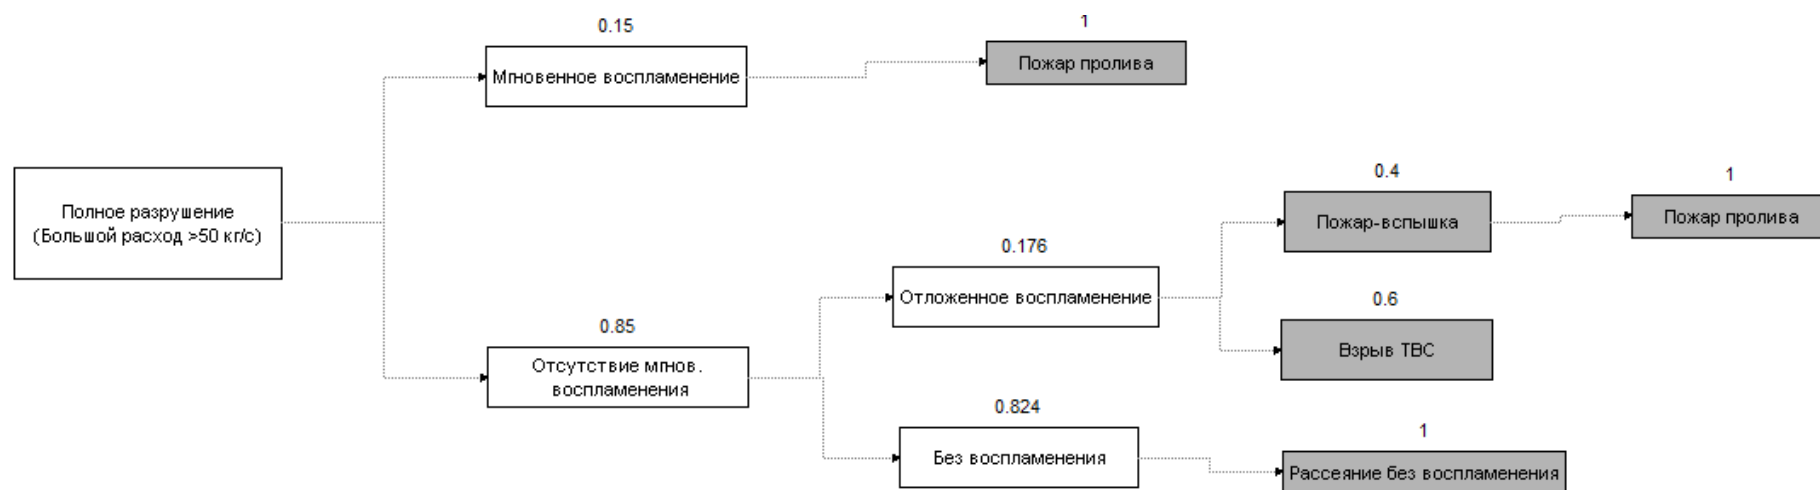 0.15
Мгновенное воспламенение
1
Пожар пролива
Полное разрушение
(Большой расход >50 кг/с)
0.85
Отсутствие мгнов.
воспламенения
0.176
Отложенное воспламенение
0.4
Пожар-вспышка
1
Пожар пролива
0.6
Взрыв ТВС
0.824
Без воспламенения
1
Рассеяние без воспламенения